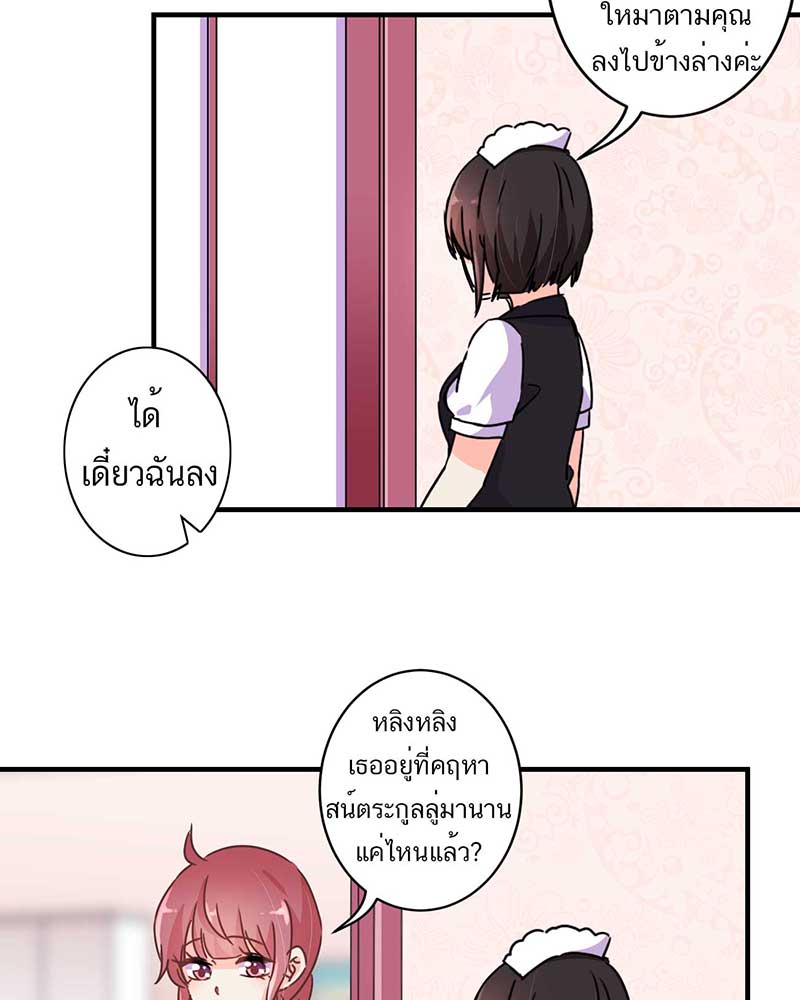 ให้มาตามคุณ
ลงไปข้างล่างค่ะ
ได้
เดี๋ยวฉันลง
หลิงหลิง
เธออยู่ที่คฤหา
สน์ตระกูลลู่มานาน
แค่ไหนแล้ว?